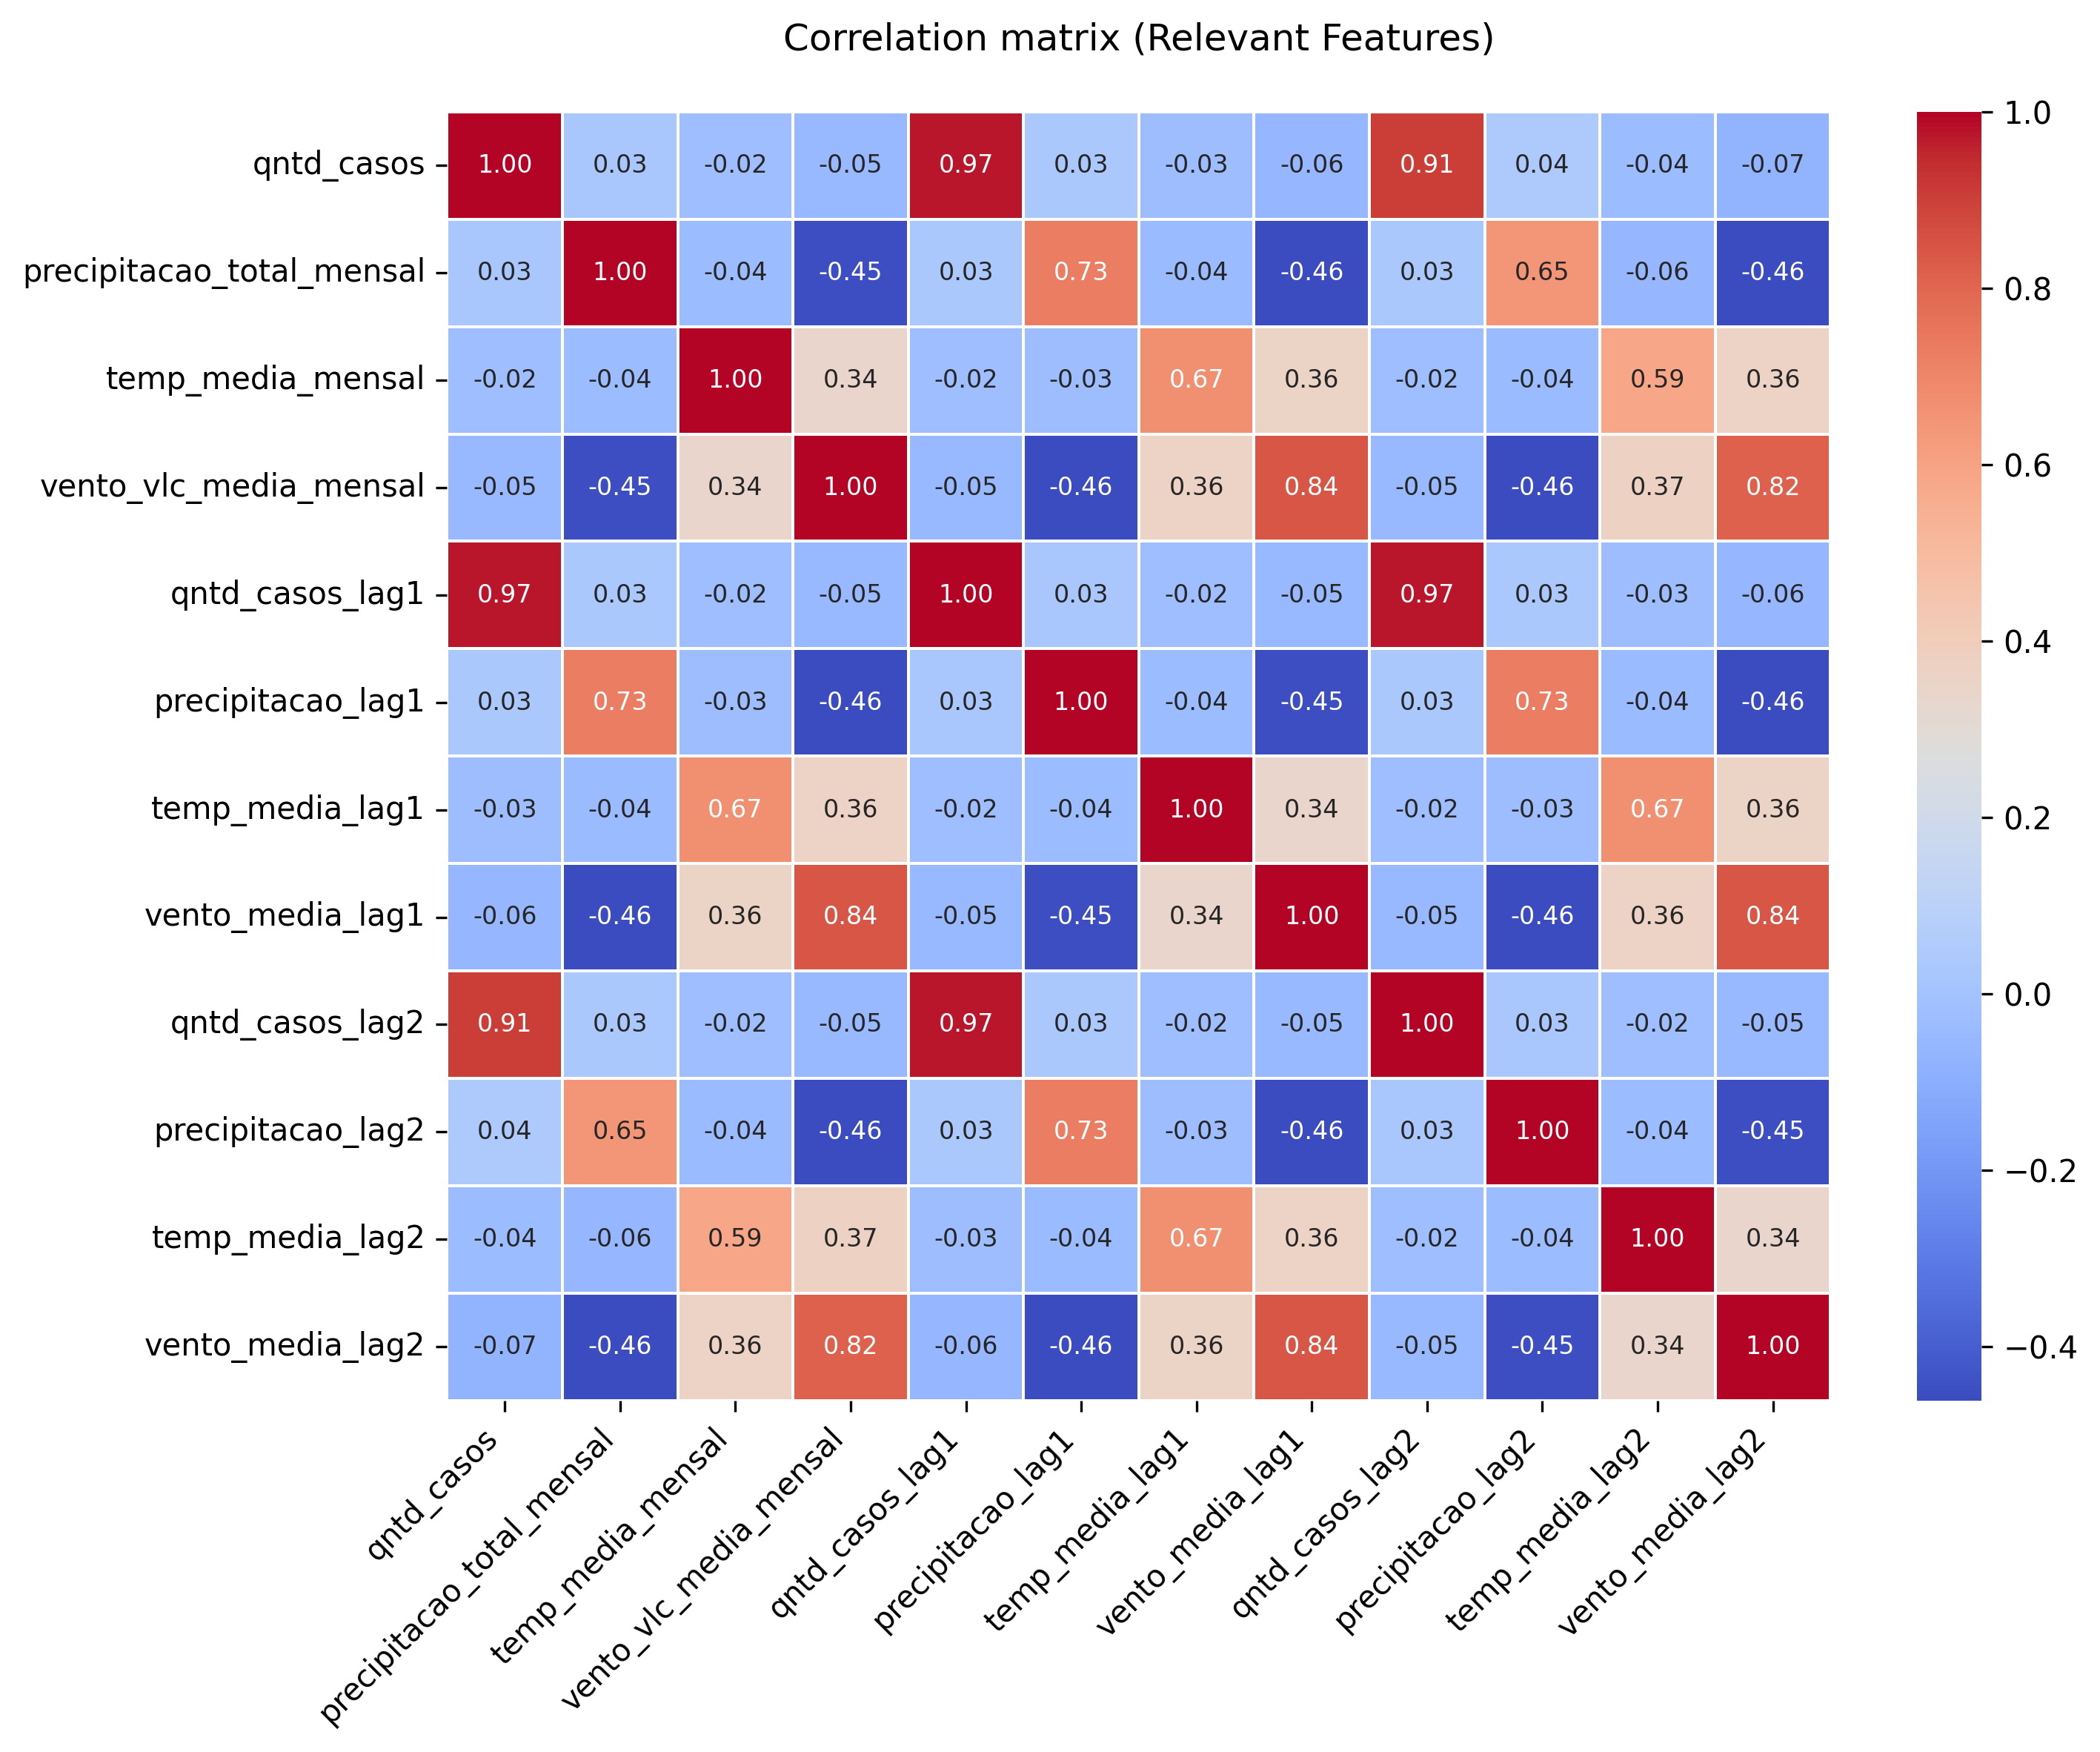 Correlation matrix (Relevant Features)
qntd_casos 1.00 0.03 -0.02 -0.05 0.97 0.03 -0.03 -0.06 0.91 0.04 -0.04 -0.07
precipitacao_total_mensal 0.03 1.00 -0.04 -0.45 0.03 0.73 -0.04 -0.46 0.03 0.65 -0.06 -0.46
temp_media_mensal -0.02 -0.04 1.00 0.34 -0.02 -0.03 0.67 0.36 -0.02 -0.04 0.59 0.36
vento_vlc_media_mensal -0.05 -0.45 0.34 1.00 -0.05 -0.46 0.36 0.84 -0.05 -0.46 0.37 0.82
qntd_casos_lag1 0.97 0.03 -0.02 -0.05 1.00 0.03 -0.02 -0.05 0.97 0.03 -0.03 -0.06
precipitacao_lag1 0.03 0.73 -0.03 -0.46 0.03 1.00 -0.04 -0.45 0.03 0.73 -0.04 -0.46
temp_media_lag1 -0.03 -0.04 0.67 0.36 -0.02 -0.04 1.00 0.34 -0.02 -0.03 0.67 0.36
vento_media_lag1 -0.06 -0.46 0.36 0.84 -0.05 -0.45 0.34 1.00 -0.05 -0.46 0.36 0.84
qntd_casos_lag2 0.91 0.03 -0.02 -0.05 0.97 0.03 -0.02 -0.05 1.00 0.03 -0.02 -0.05
precipitacao_lag2 0.04 0.65 -0.04 -0.46 0.03 0.73 -0.03 -0.46 0.03 1.00 -0.04 -0.45
temp_media_lag2 -0.04 -0.06 0.59 0.37 -0.03 -0.04 0.67 0.36 -0.02 -0.04 1.00 0.34
vento_media_lag2 -0.07 -0.46 0.36 0.82 -0.06 -0.46 0.36 0.84 -0.05 -0.45 0.34 1.00
qntd_casos
precipitacao_total_mensal
temp_media_mensal
vento_vlc_media_mensal
qntd_casos_lag1
precipitacao_lag1
temp_media_lag1
vento_media_lag1
qntd_casos_lag2
precipitacao_lag2
temp_media_lag2
vento_media_lag2
1.0
0.8
0.6
0.4
0.2
0.0
−0.2
−0.4